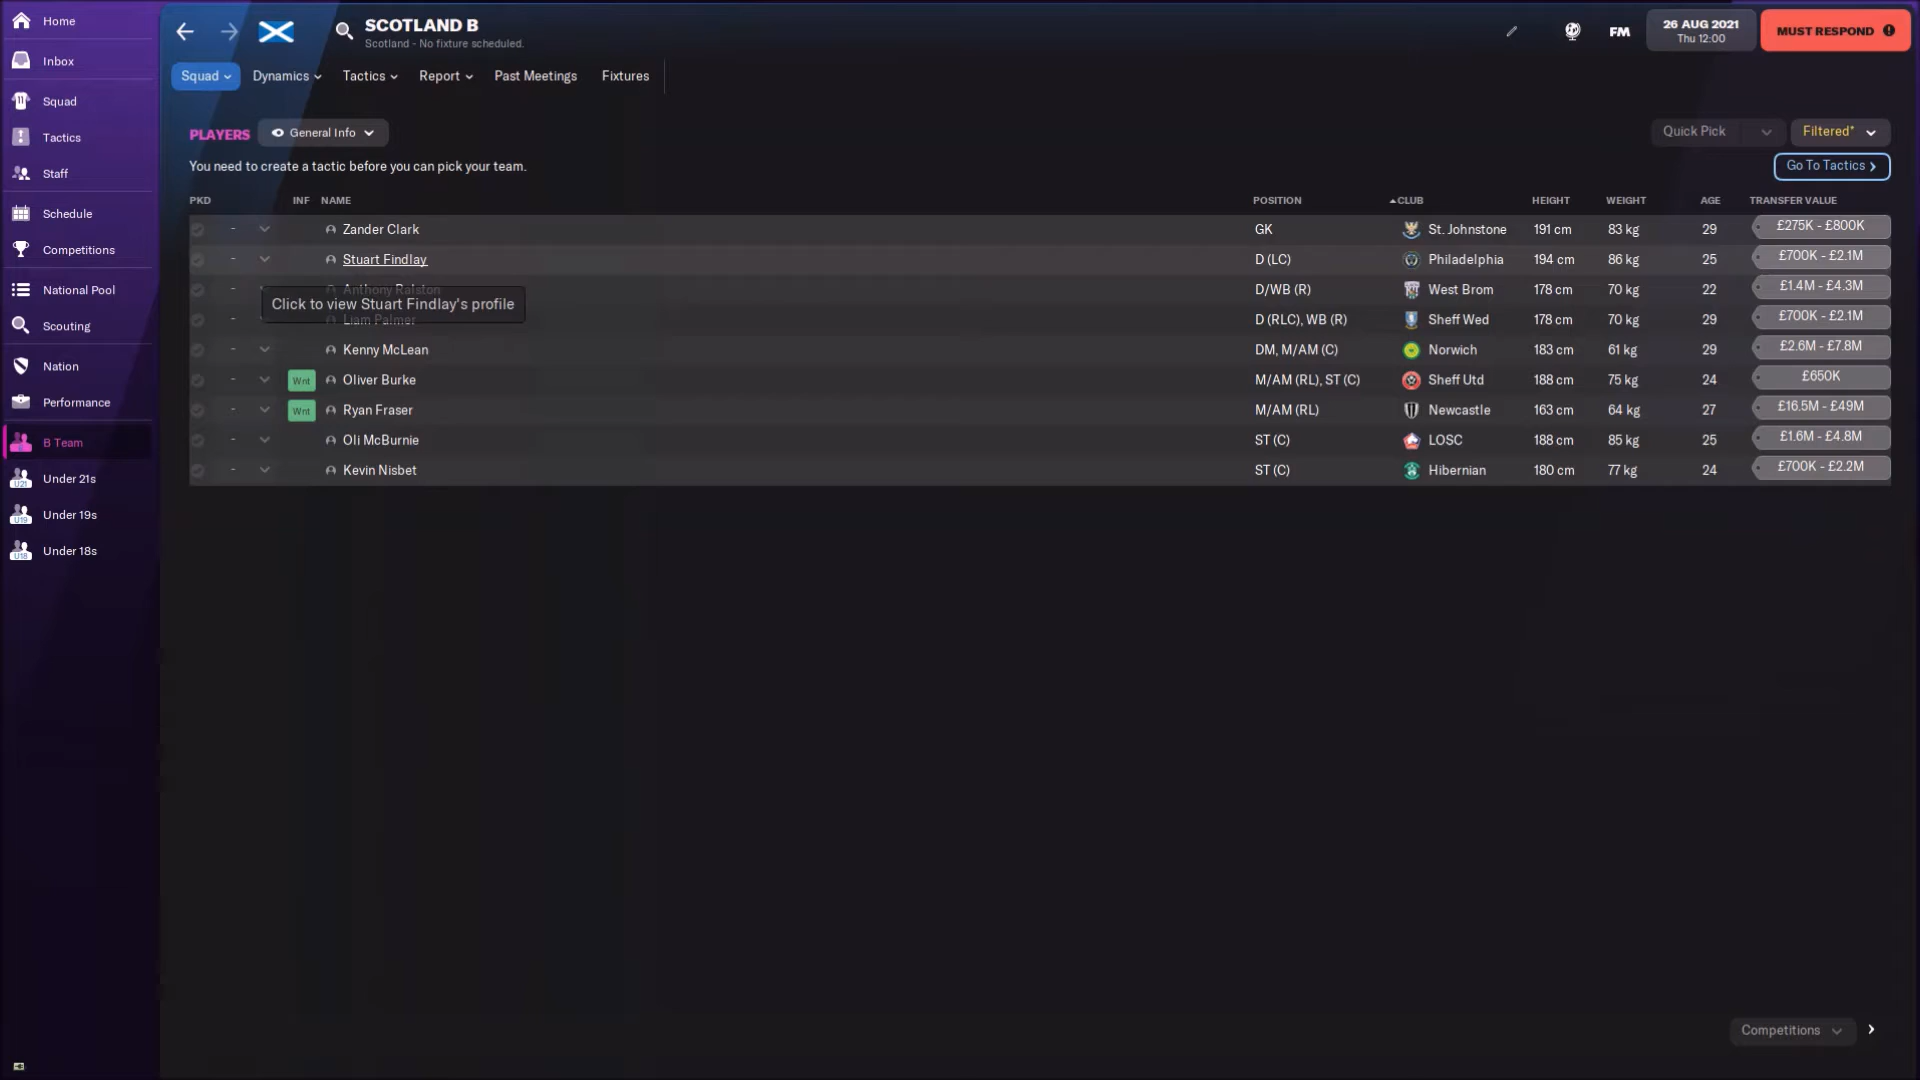 Home
Inbox
Squad
Tactics
Staff
Schedule
Competitions
National Pool
Scouting
Nation
Performance
B Team
U21 Under 21s
U19 Under 19s
U18 Under 18s
SCOTLAND B
Scotland - No fixture scheduled.
FM
26 AUG 2021
Thu 12:00
MUST RESPOND
Squad Dynamics Tactics Report Past Meetings Fixtures
PLAYERS General Info Quick Pick Filtered*
You need to create a tactic before you can pick your team. Go To Tactics
PKD INF NAME POSITION CLUB HEIGHT WEIGHT AGE TRANSFER VALUE
- Zander Clark GK St. Johnstone 191 cm 83 kg 29 £275K - £800K
- Stuart Findlay D (LC) Philadelphia 194 cm 86 kg 25 £700K - £2.1M
- Anthony Ralston D/WB (R) West Brom 178 cm 70 kg 22 £1.4M - £4.3M
Click to view Stuart Findlay's profile
- Liam Palmer D (RLC), WB (R) Sheff Wed 178 cm 70 kg 29 £700K - £2.1M
- Kenny McLean DM, M/AM (C) Norwich 183 cm 61 kg 29 £2.6M - £7.8M
- Wnt Oliver Burke M/AM (RL), ST (C) Sheff Utd 188 cm 75 kg 24 £650K
- Wnt Ryan Fraser M/AM (RL) Newcastle 163 cm 64 kg 27 £16.5M - £49M
- Oli McBurnie ST (C) LOSC 188 cm 85 kg 25 £1.6M - £4.8M
- Kevin Nisbet ST (C) Hibernian 180 cm 77 kg 24 £700K - £2.2M
Competitions